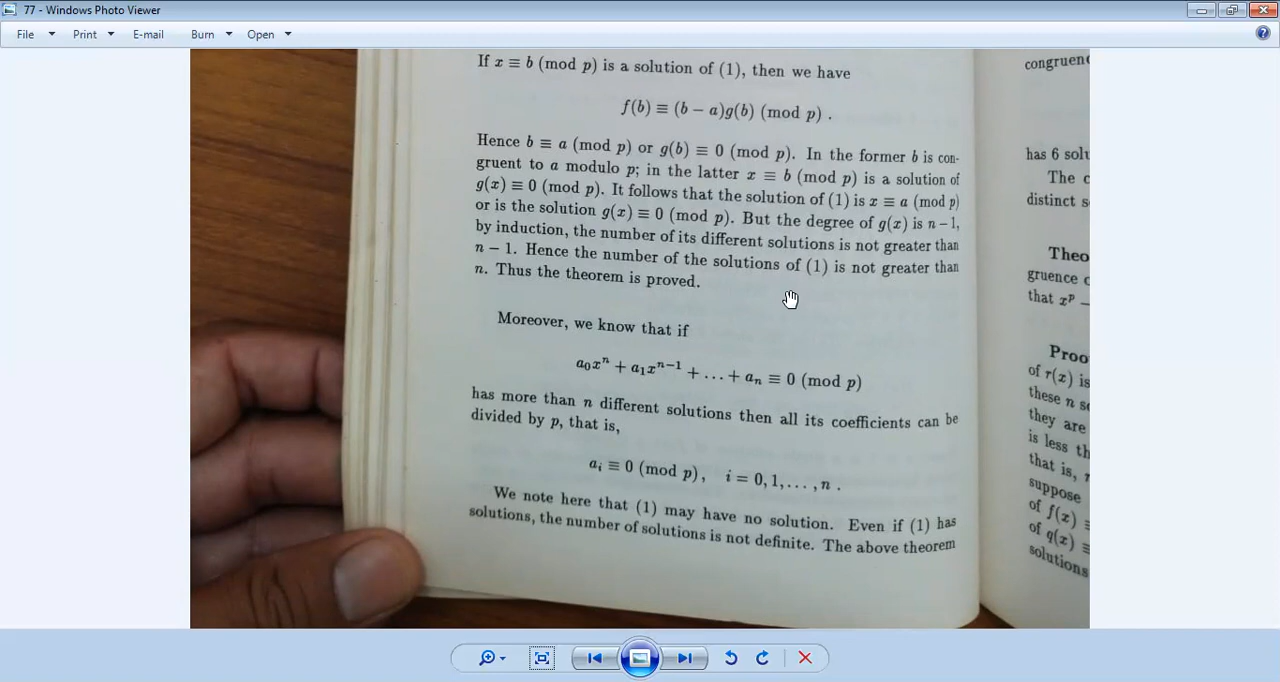 77 - Windows Photo Viewer
File Print E-mail Burn Open
If x ≡ b (mod p) is a solution of (1), then we have
f(b) ≡ (b − a)g(b) (mod p) .
Hence b ≡ a (mod p) or g(b) ≡ 0 (mod p). In the former b is con-
gruent to a modulo p; in the latter x ≡ b (mod p) is a solution of
g(x) ≡ 0 (mod p). It follows that the solution of (1) is x ≡ a (mod p)
or is the solution g(x) ≡ 0 (mod p). But the degree of g(x) is n − 1,
by induction, the number of its different solutions is not greater than
n − 1. Hence the number of the solutions of (1) is not greater than
n. Thus the theorem is proved.
Moreover, we know that if
a₀xⁿ + a₁xⁿ⁻¹ + . . . + aₙ ≡ 0 (mod p)
has more than n different solutions then all its coefficients can be
divided by p, that is,
aᵢ ≡ 0 (mod p), i = 0, 1, . . . , n .
We note here that (1) may have no solution. Even if (1) has
solutions, the number of solutions is not definite. The above theorem
congruenc
has 6 solu
The c
distinct s
Theo
gruence c
that xᵖ −
Proo
of r(x) is
these n so
they are
is less th
that is, r
suppose
of f(x) ≡
of q(x) ≡
solutions